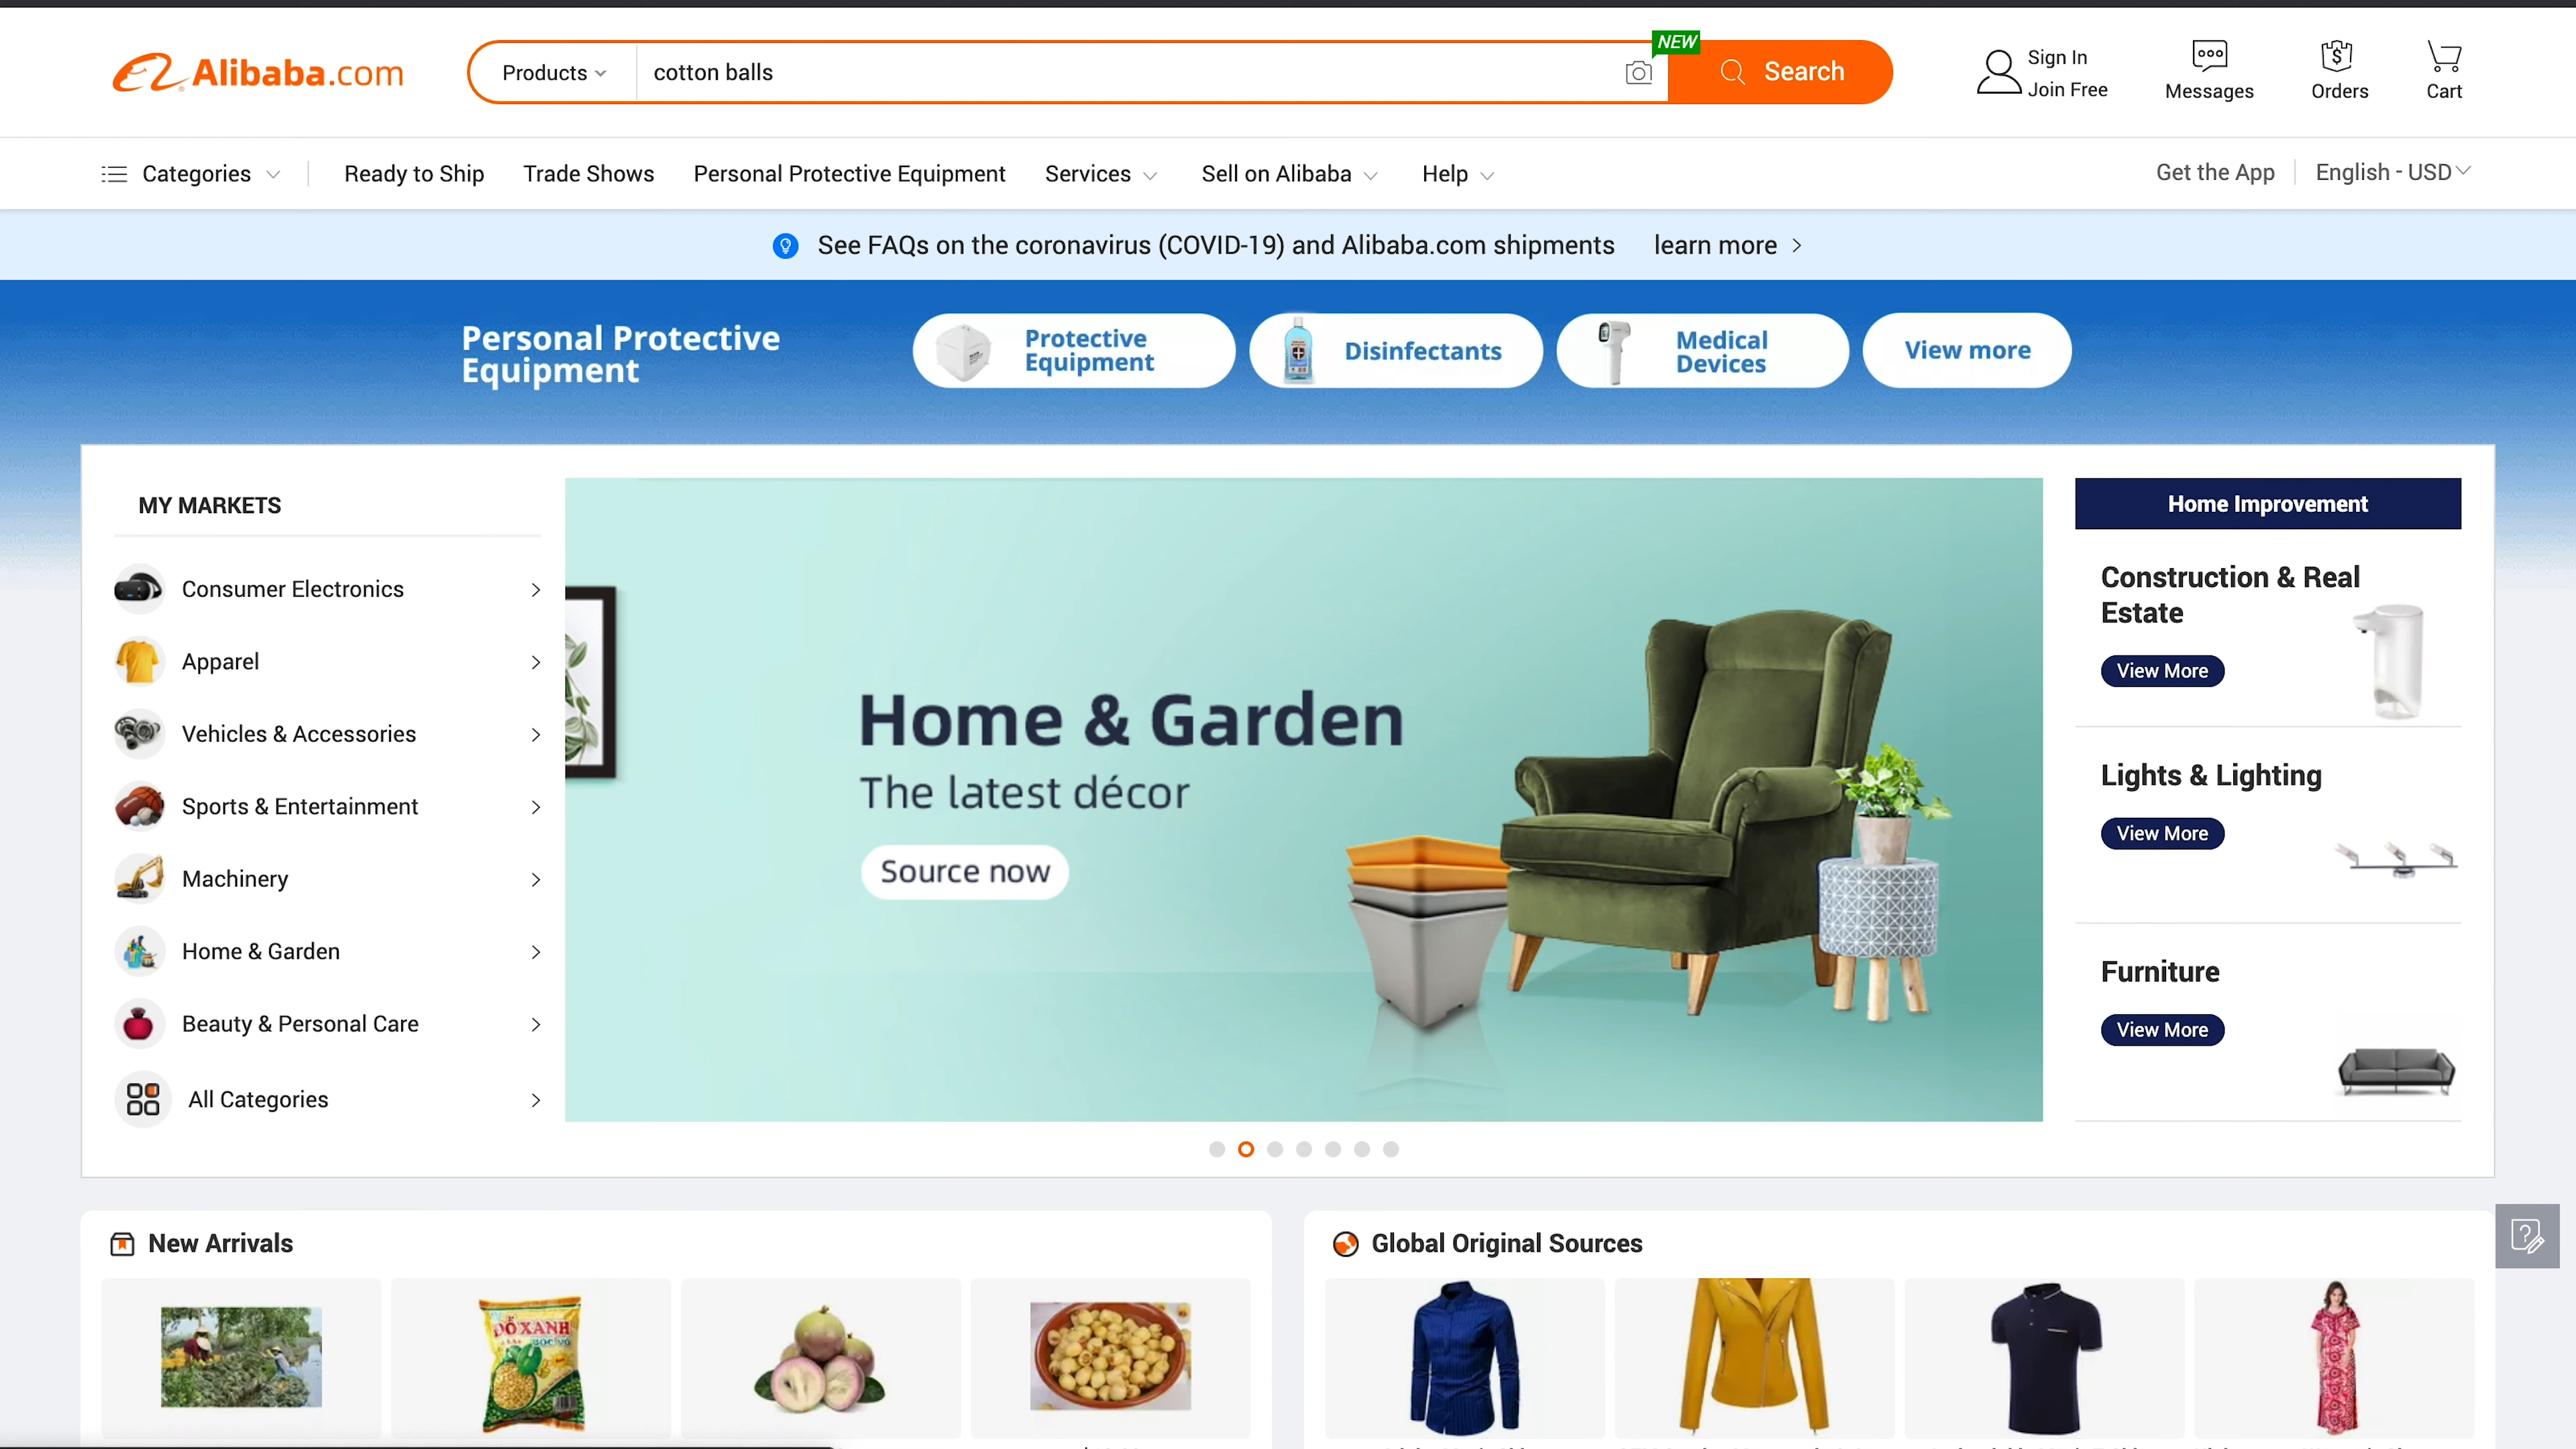 Alibaba.com
Products
cotton balls
NEW
Search
Sign In
Join Free
Messages
Orders
Cart
Categories
Ready to Ship
Trade Shows
Personal Protective Equipment
Services
Sell on Alibaba
Help
Get the App
English - USD
See FAQs on the coronavirus (COVID-19) and Alibaba.com shipments
learn more
Personal Protective
Equipment
Protective
Equipment
Disinfectants
Medical
Devices
View more
MY MARKETS
Consumer Electronics
Apparel
Vehicles & Accessories
Sports & Entertainment
Machinery
Home & Garden
Beauty & Personal Care
All Categories
Home & Garden
The latest décor
Source now
Home Improvement
Construction & Real
Estate
View More
Lights & Lighting
View More
Furniture
View More
New Arrivals
ĐỖ XANH
Global Original Sources